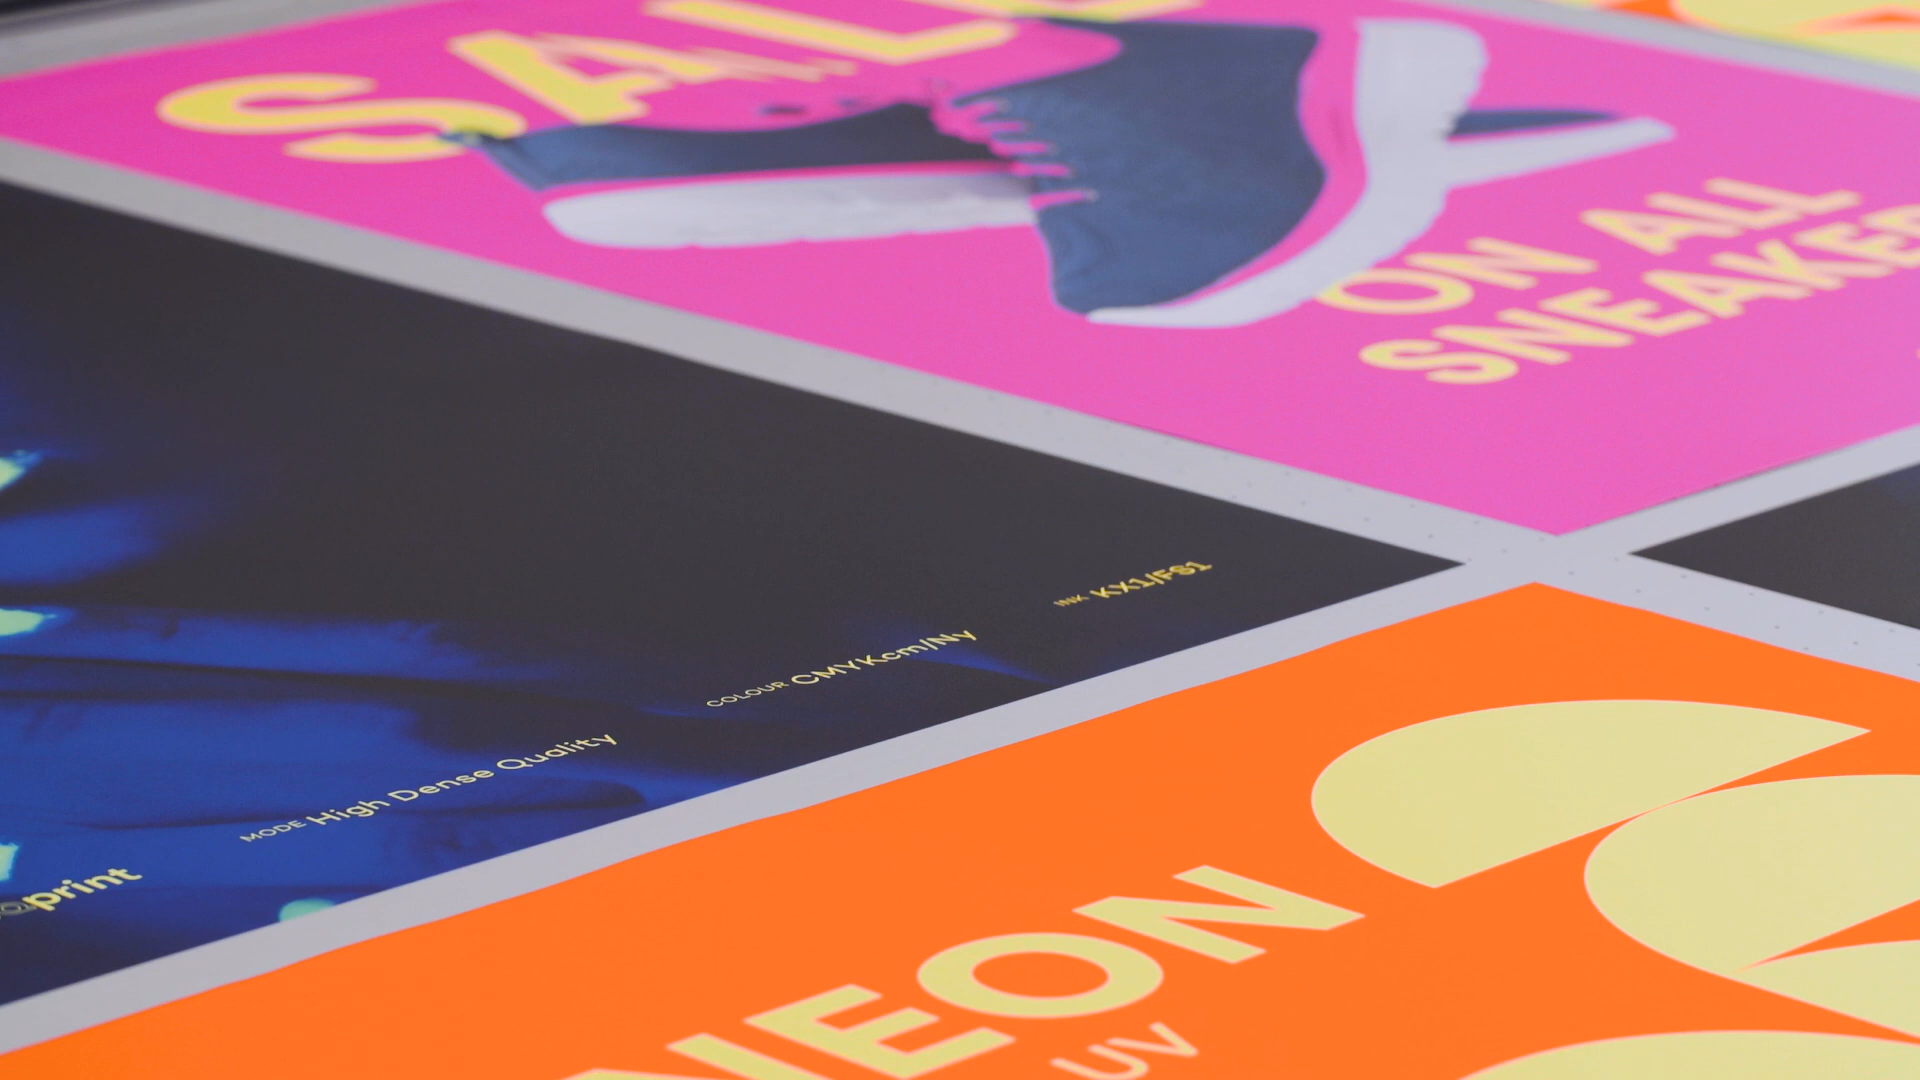 SALE
ON ALL
SNEAKER
INK KX1/FS1
COLOUR CMYKcm/Ny
MODE High Dense Quality
print
NEON
UV